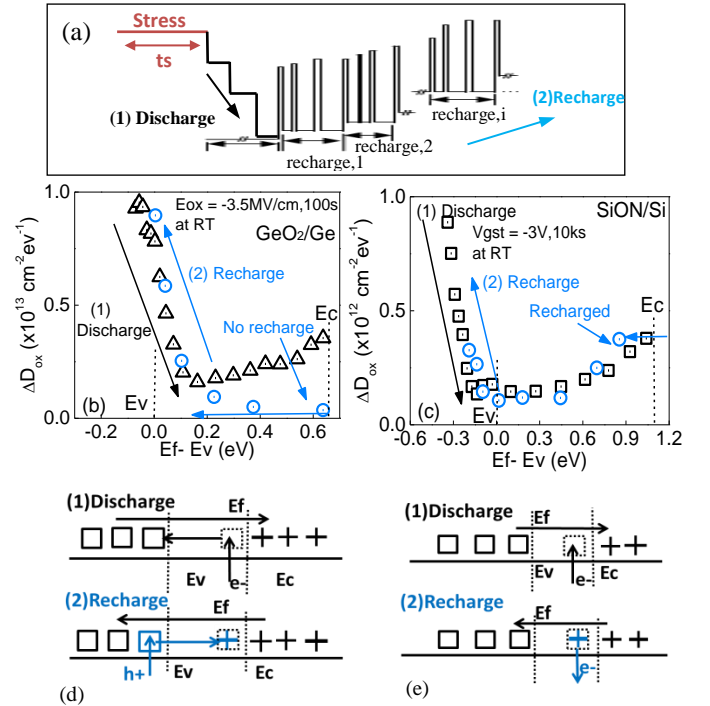 (a)
Stress
ts
(1) Discharge
recharge,1
recharge,2
recharge,i
(2)Recharge
ΔDox (x10¹³ cm⁻²ev⁻¹)
1.0
0.5
0.0
Eox = -3.5MV/cm,100s
at RT
GeO₂/Ge
(2) Recharge
(1)
Discharge
No recharge
Ec
Ev
(b)
-0.2 0.0 0.2 0.4 0.6
Ef- Ev (eV)
ΔDox (x10¹² cm⁻²ev⁻¹)
1.0
0.5
0.0
(1) Discharge
SiON/Si
Vgst = -3V,10ks
at RT
(2) Recharge
Recharged
Ec
Ev
(c)
-0.6 -0.3 0.0 0.3 0.6 0.9 1.2
Ef- Ev (eV)
(1)Discharge
Ef
Ev
e-
Ec
(2)Recharge
Ef
h+
Ev
Ec
(d)
(1)Discharge
Ef
Ev
e-
Ec
(2)Recharge
Ef
Ev
e-
Ec
(e)